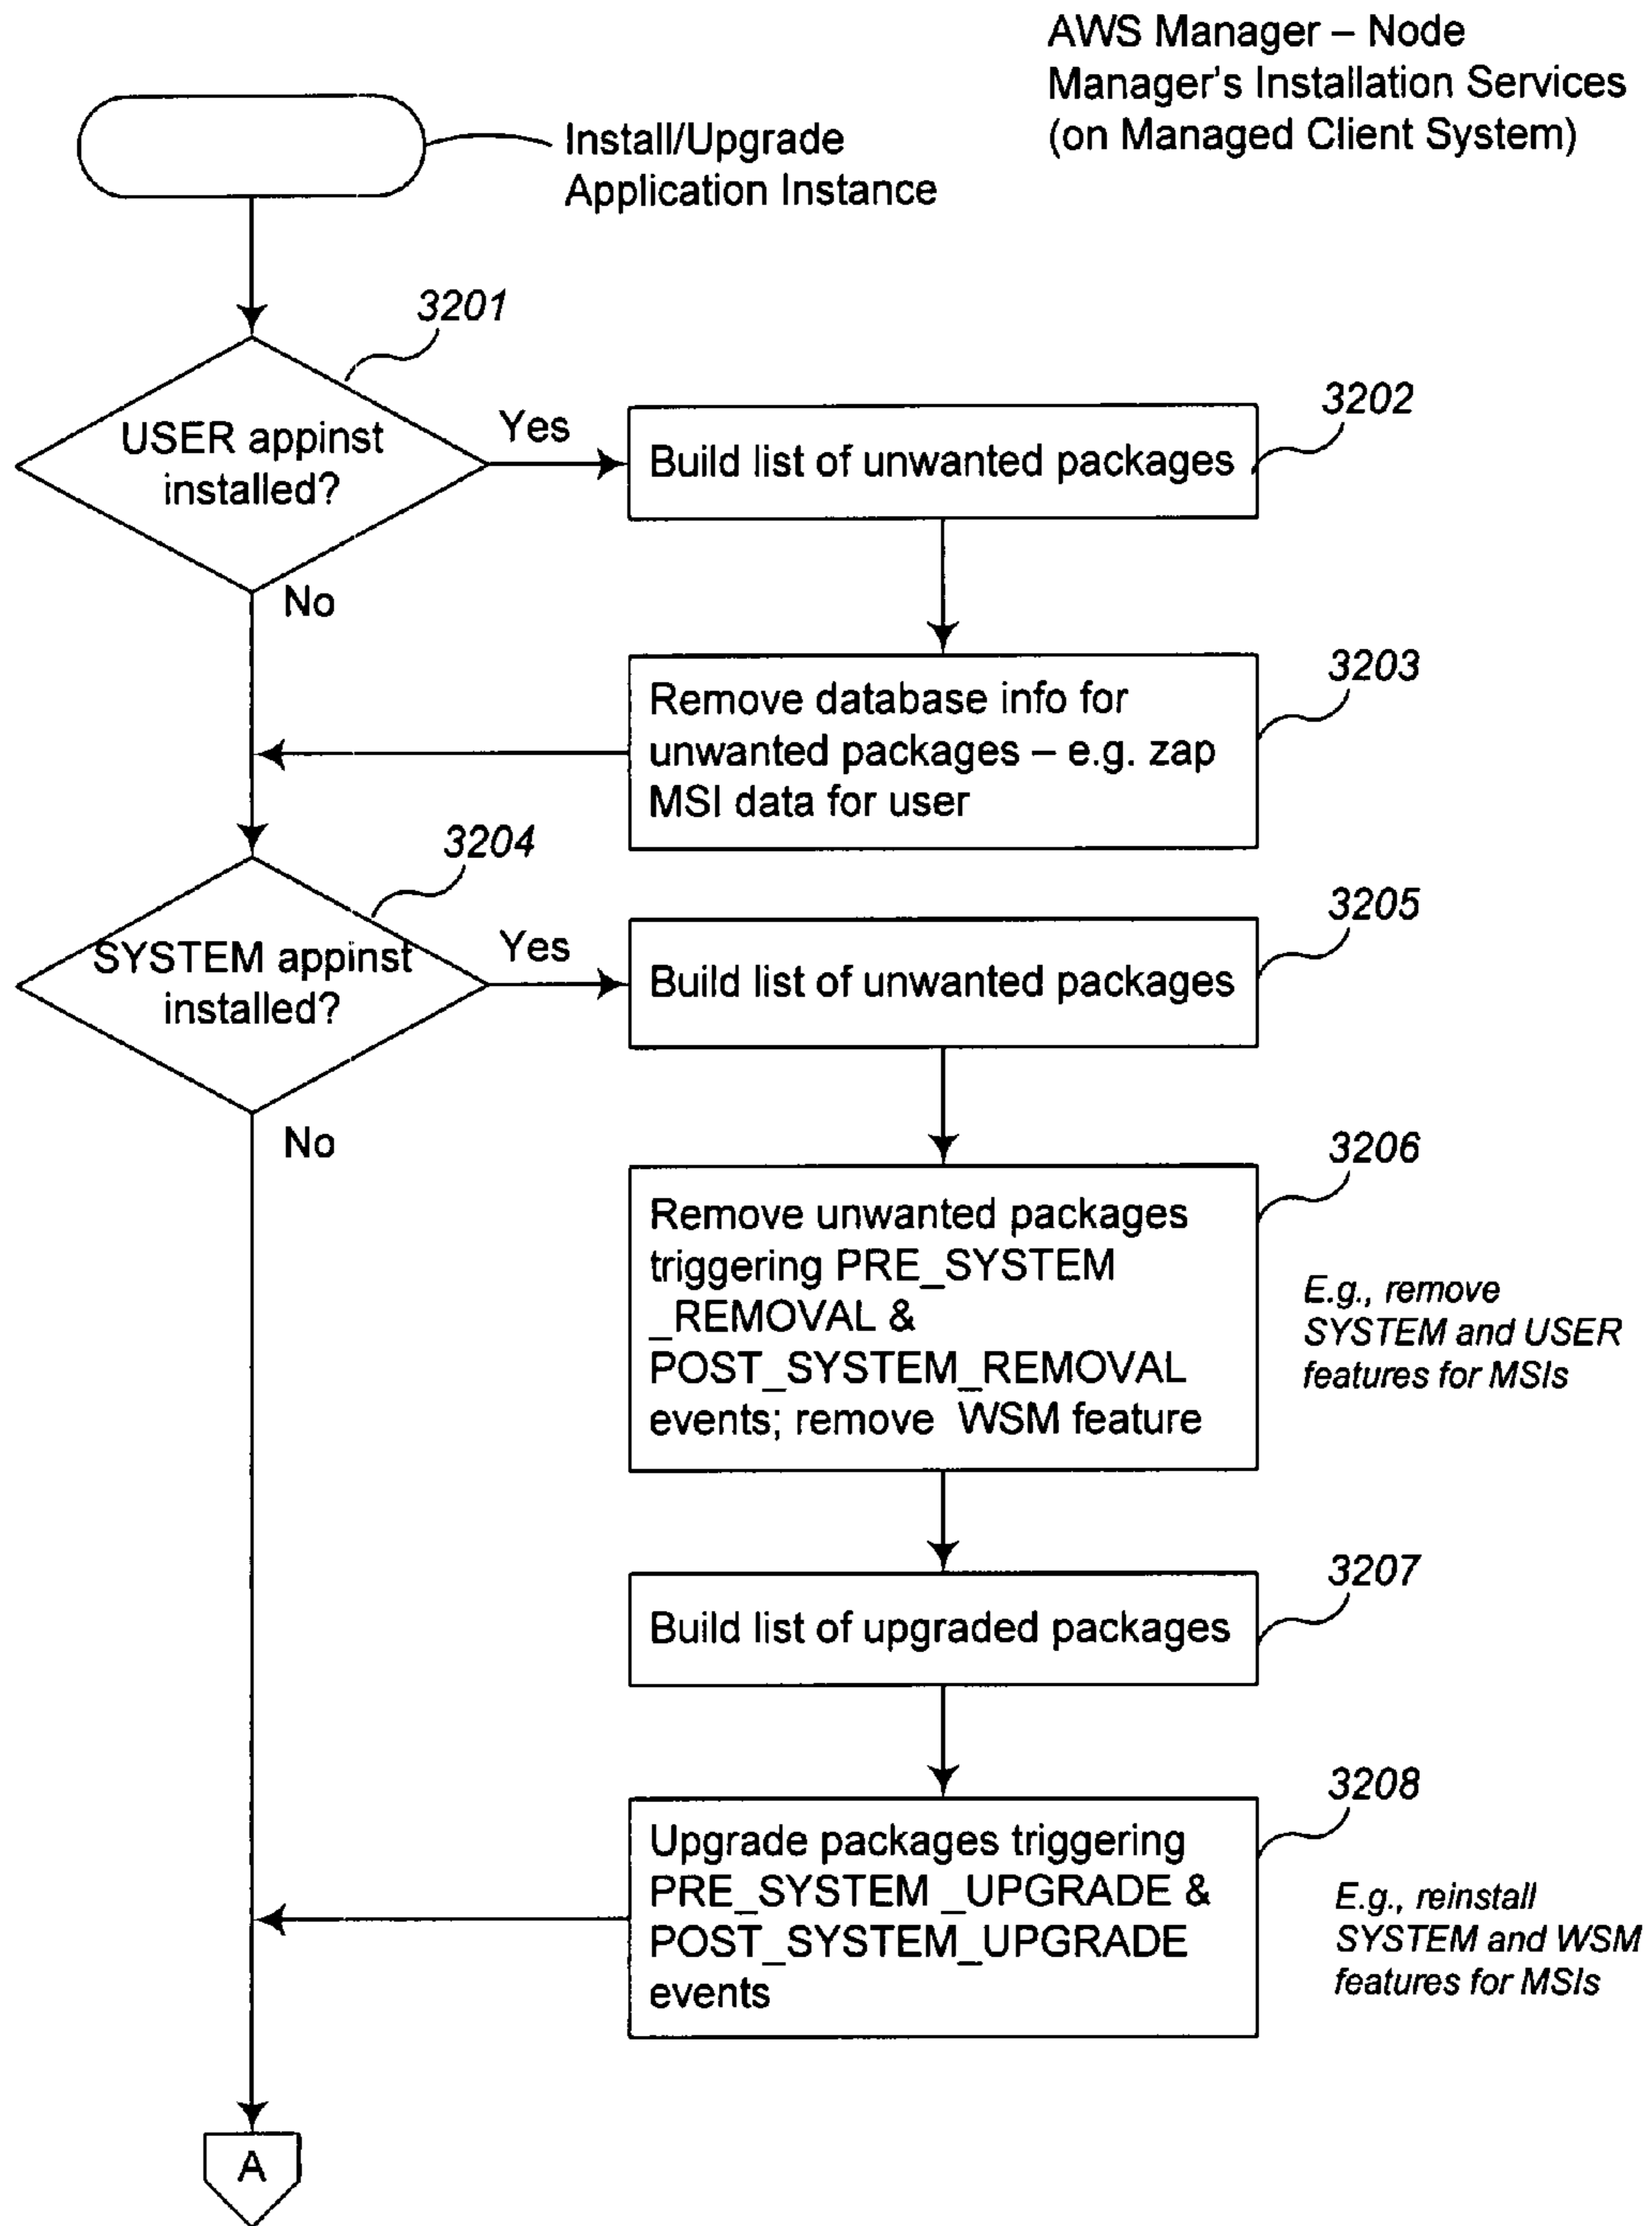 AWS Manager – Node
Manager's Installation Services
(on Managed Client System)
Install/Upgrade
Application Instance
3201
USER appinst
installed?
Yes
No
3202
Build list of unwanted packages
3203
Remove database info for
unwanted packages – e.g. zap
MSI data for user
3204
SYSTEM appinst
installed?
Yes
No
3205
Build list of unwanted packages
3206
Remove unwanted packages
triggering PRE_SYSTEM
_REMOVAL &
POST_SYSTEM_REMOVAL
events; remove WSM feature
E.g., remove
SYSTEM and USER
features for MSIs
3207
Build list of upgraded packages
3208
Upgrade packages triggering
PRE_SYSTEM _UPGRADE &
POST_SYSTEM_UPGRADE
events
E.g., reinstall
SYSTEM and WSM
features for MSIs
A